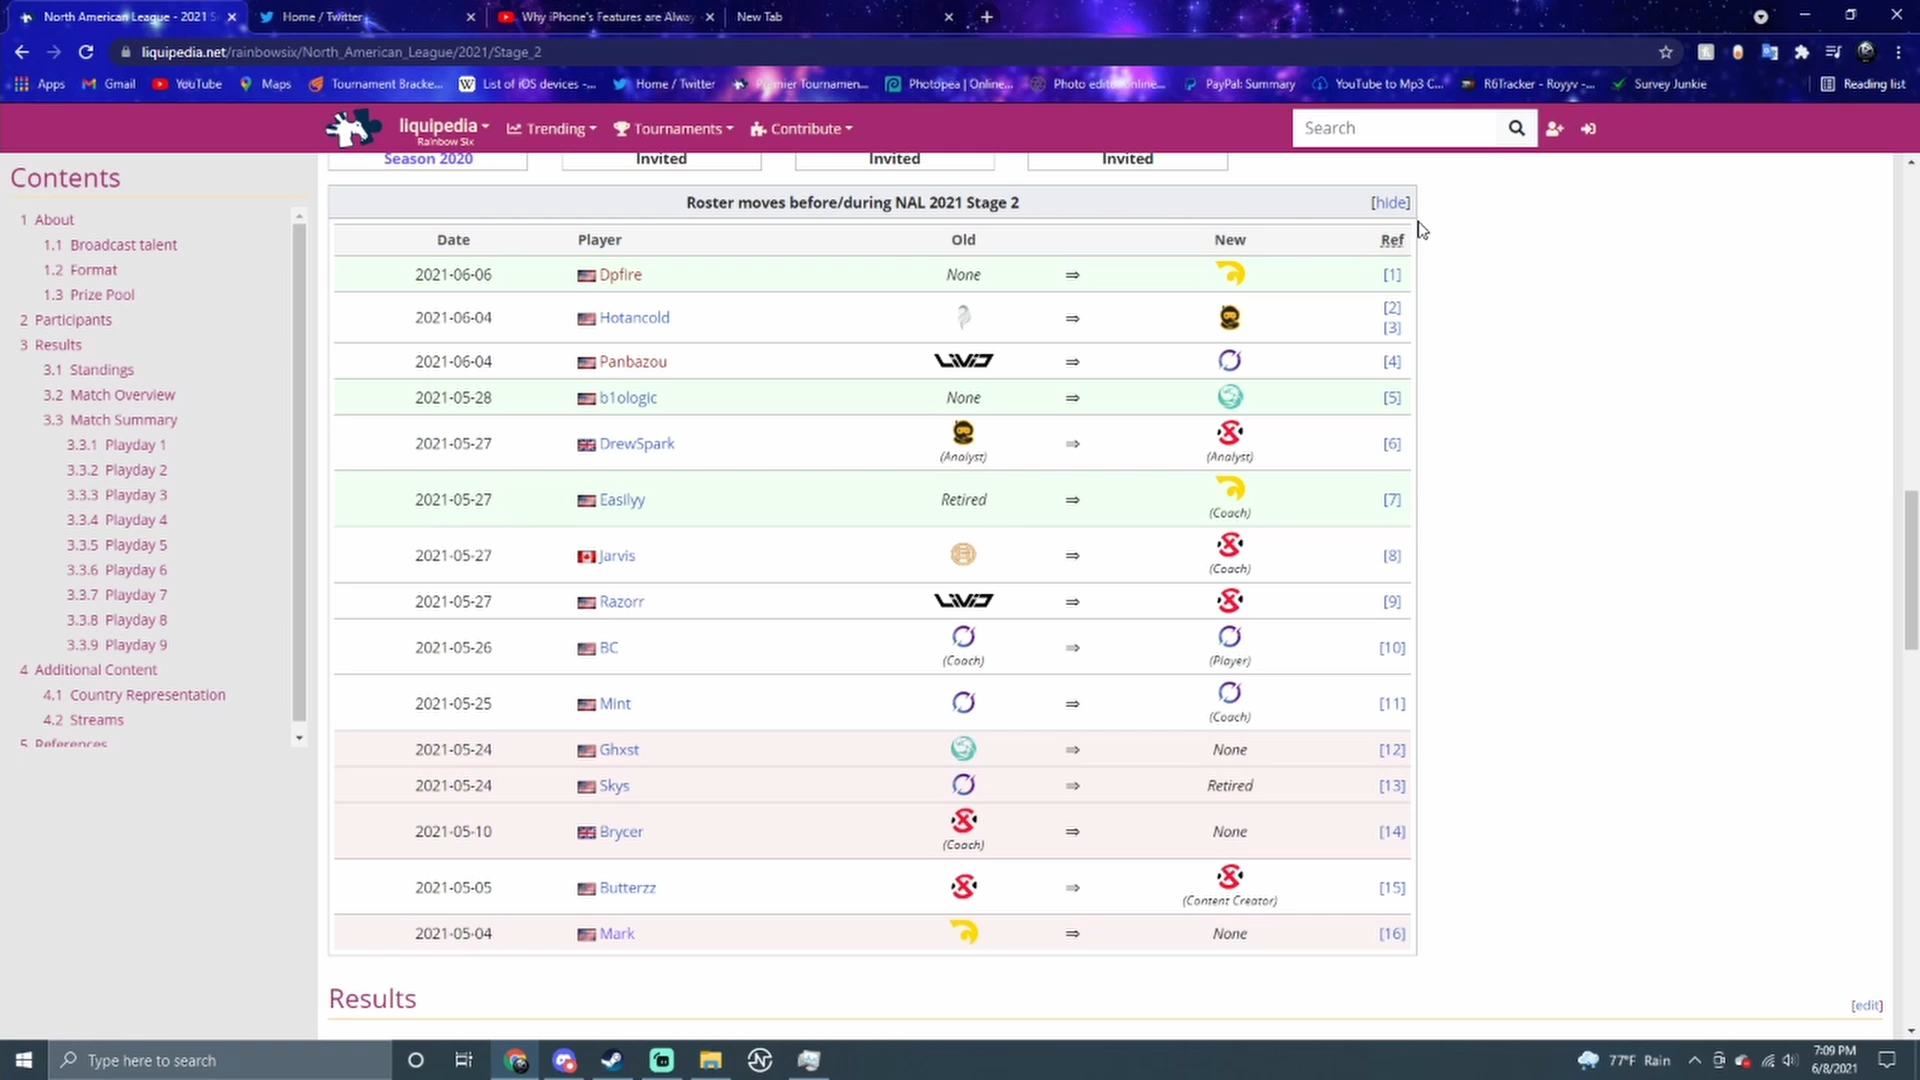 North American League - 2021 S
Home / Twitter
Why iPhone's Features are Alway
New Tab
liquipedia.net/rainbowsix/North_American_League/2021/Stage_2
Apps
Gmail
YouTube
Maps
Tournament Bracke...
List of iOS devices -...
Home / Twitter
Premier Tournamen...
Photopea | Online...
Photo editor online...
PayPal: Summary
YouTube to Mp3 C...
R6Tracker - Royyv -...
Survey Junkie
Reading list
liquipedia
Rainbow Six
Trending
Tournaments
Contribute
Search
Contents
1 About
1.1 Broadcast talent
1.2 Format
1.3 Prize Pool
2 Participants
3 Results
3.1 Standings
3.2 Match Overview
3.3 Match Summary
3.3.1 Playday 1
3.3.2 Playday 2
3.3.3 Playday 3
3.3.4 Playday 4
3.3.5 Playday 5
3.3.6 Playday 6
3.3.7 Playday 7
3.3.8 Playday 8
3.3.9 Playday 9
4 Additional Content
4.1 Country Representation
4.2 Streams
5 References
Season 2020 Invited Invited Invited
Roster moves before/during NAL 2021 Stage 2 [hide]
Date Player Old New Ref
2021-06-06 Dpfire None ⇒ [1]
2021-06-04 Hotancold ⇒ [2]
[3]
2021-06-04 Panbazou LIVID ⇒ [4]
2021-05-28 b1ologic None ⇒ [5]
2021-05-27 DrewSpark ⇒ [6]
(Analyst) (Analyst)
2021-05-27 Easilyy Retired ⇒ [7]
(Coach)
2021-05-27 Jarvis ⇒ [8]
(Coach)
2021-05-27 Razorr LIVID ⇒ [9]
2021-05-26 BC ⇒ [10]
(Coach) (Player)
2021-05-25 Mint ⇒ [11]
(Coach)
2021-05-24 Ghxst ⇒ None [12]
2021-05-24 Skys ⇒ Retired [13]
2021-05-10 Brycer ⇒ None [14]
(Coach)
2021-05-05 Butterzz ⇒ [15]
(Content Creator)
2021-05-04 Mark ⇒ None [16]
Results [edit]
Type here to search
77°F Rain
7:09 PM
6/8/2021